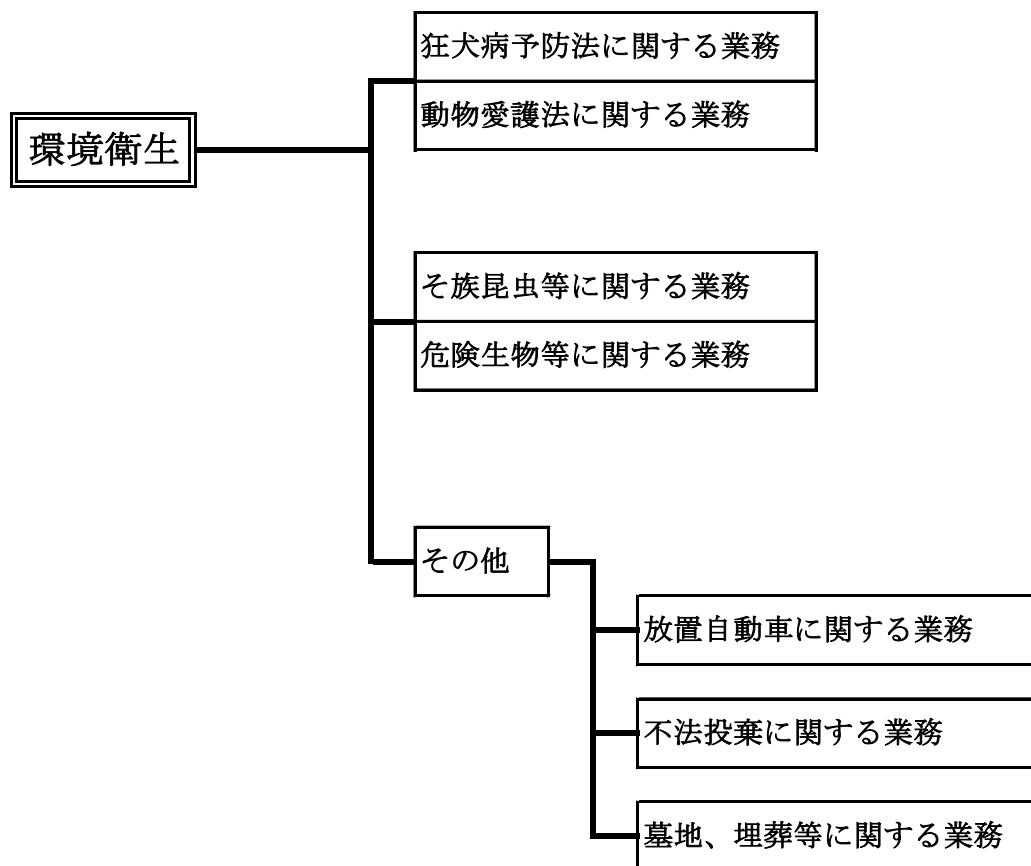 環境衛生
狂犬病予防法に関する業務
動物愛護法に関する業務
そ族昆虫等に関する業務
危険生物等に関する業務
その他
放置自動車に関する業務
不法投棄に関する業務
墓地、埋葬等に関する業務